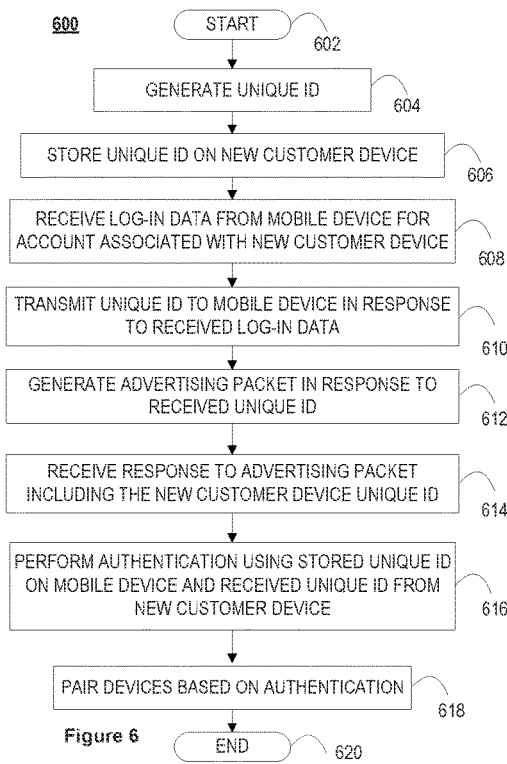 600
START
602
GENERATE UNIQUE ID
604
STORE UNIQUE ID ON NEW CUSTOMER DEVICE
606
RECEIVE LOG-IN DATA FROM MOBILE DEVICE FOR
ACCOUNT ASSOCIATED WITH NEW CUSTOMER DEVICE
608
TRANSMIT UNIQUE ID TO MOBILE DEVICE IN RESPONSE
TO RECEIVED LOG-IN DATA
610
GENERATE ADVERTISING PACKET IN RESPONSE TO
RECEIVED UNIQUE ID
612
RECEIVE RESPONSE TO ADVERTISING PACKET
INCLUDING THE NEW CUSTOMER DEVICE UNIQUE ID
614
PERFORM AUTHENTICATION USING STORED UNIQUE ID
ON MOBILE DEVICE AND RECEIVED UNIQUE ID FROM
NEW CUSTOMER DEVICE
616
PAIR DEVICES BASED ON AUTHENTICATION
618
Figure 6
END
620